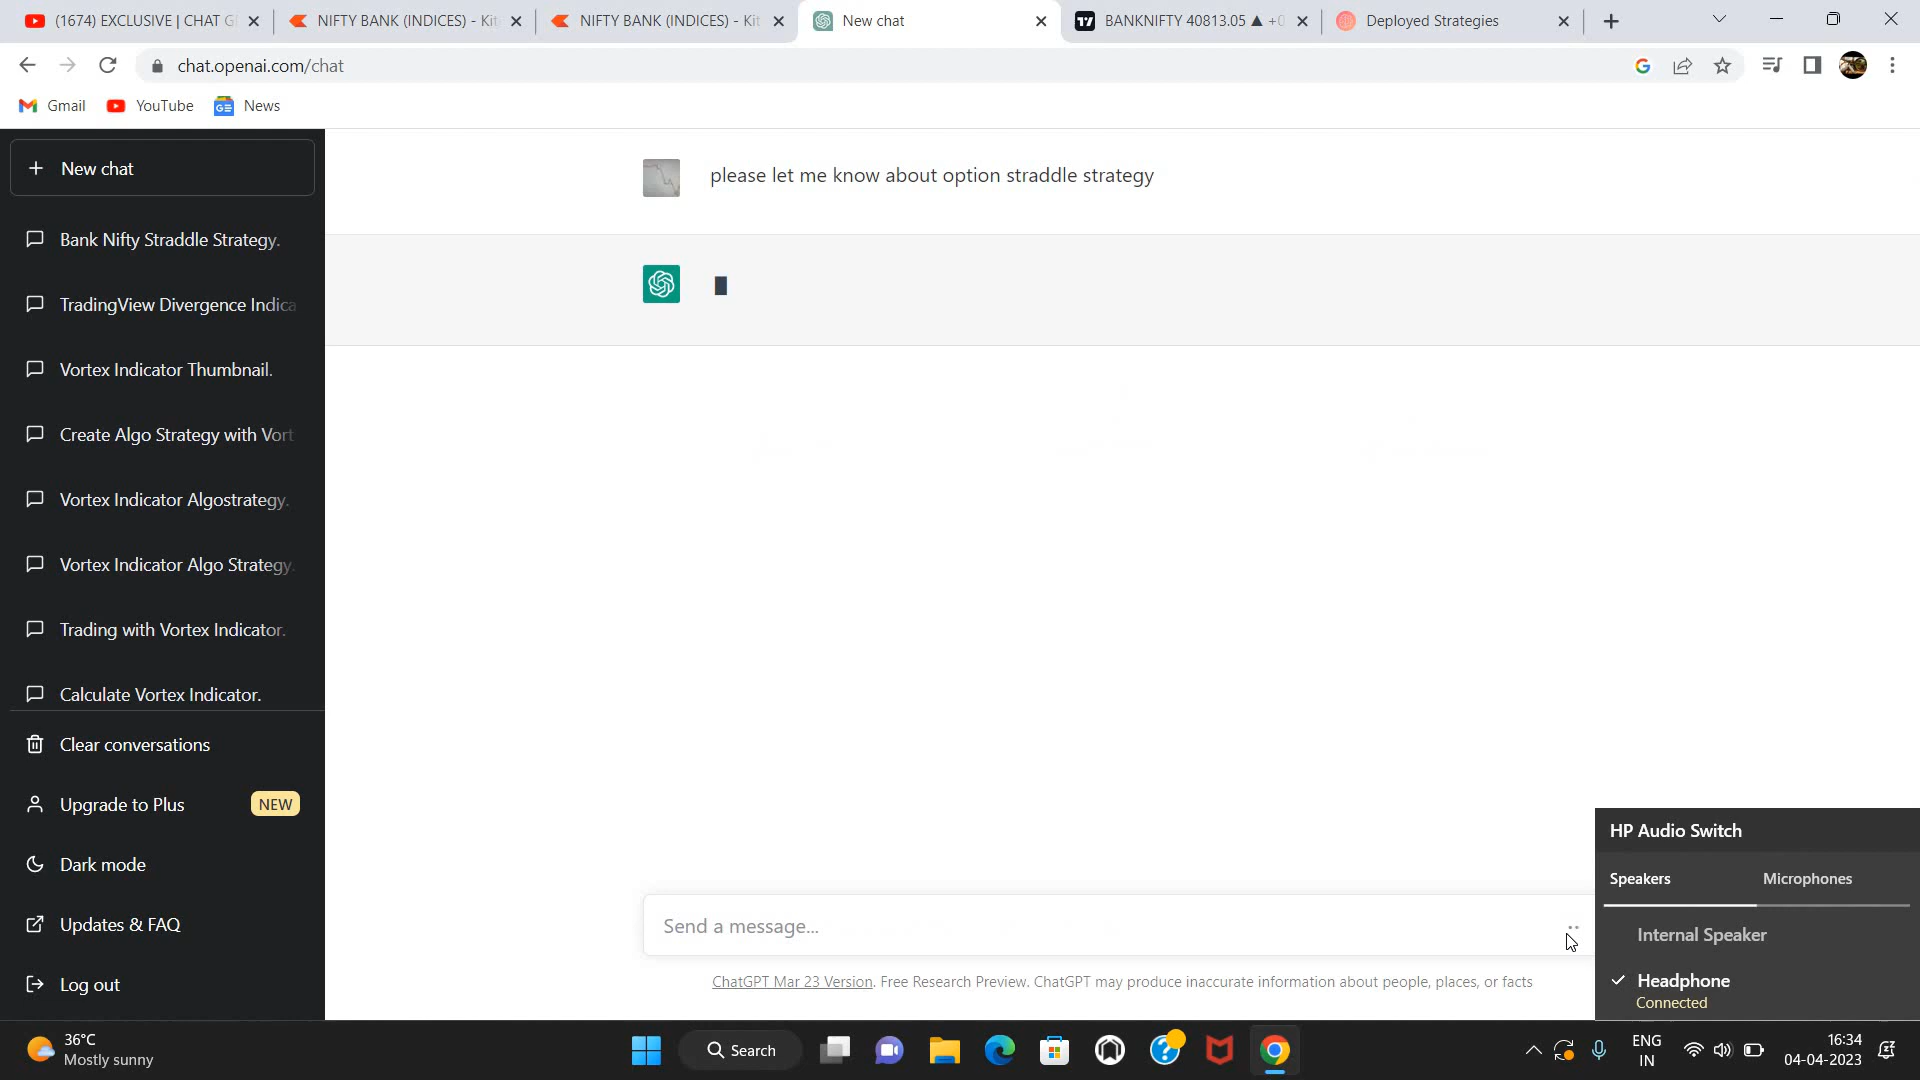 (1674) EXCLUSIVE | CHAT G
NIFTY BANK (INDICES) - Kit
NIFTY BANK (INDICES) - Kit
New chat
BANKNIFTY 40813.05 ▲ +0
Deployed Strategies
chat.openai.com/chat
Gmail
YouTube
News
New chat
Bank Nifty Straddle Strategy.
TradingView Divergence Indica
Vortex Indicator Thumbnail.
Create Algo Strategy with Vort
Vortex Indicator Algostrategy.
Vortex Indicator Algo Strategy.
Trading with Vortex Indicator.
Calculate Vortex Indicator.
Clear conversations
Upgrade to Plus
NEW
Dark mode
Updates & FAQ
Log out
please let me know about option straddle strategy
Send a message...
ChatGPT Mar 23 Version. Free Research Preview. ChatGPT may produce inaccurate information about people, places, or facts
HP Audio Switch
Speakers
Microphones
Internal Speaker
Headphone
Connected
36°C
Mostly sunny
Search
ENG
IN
16:34
04-04-2023